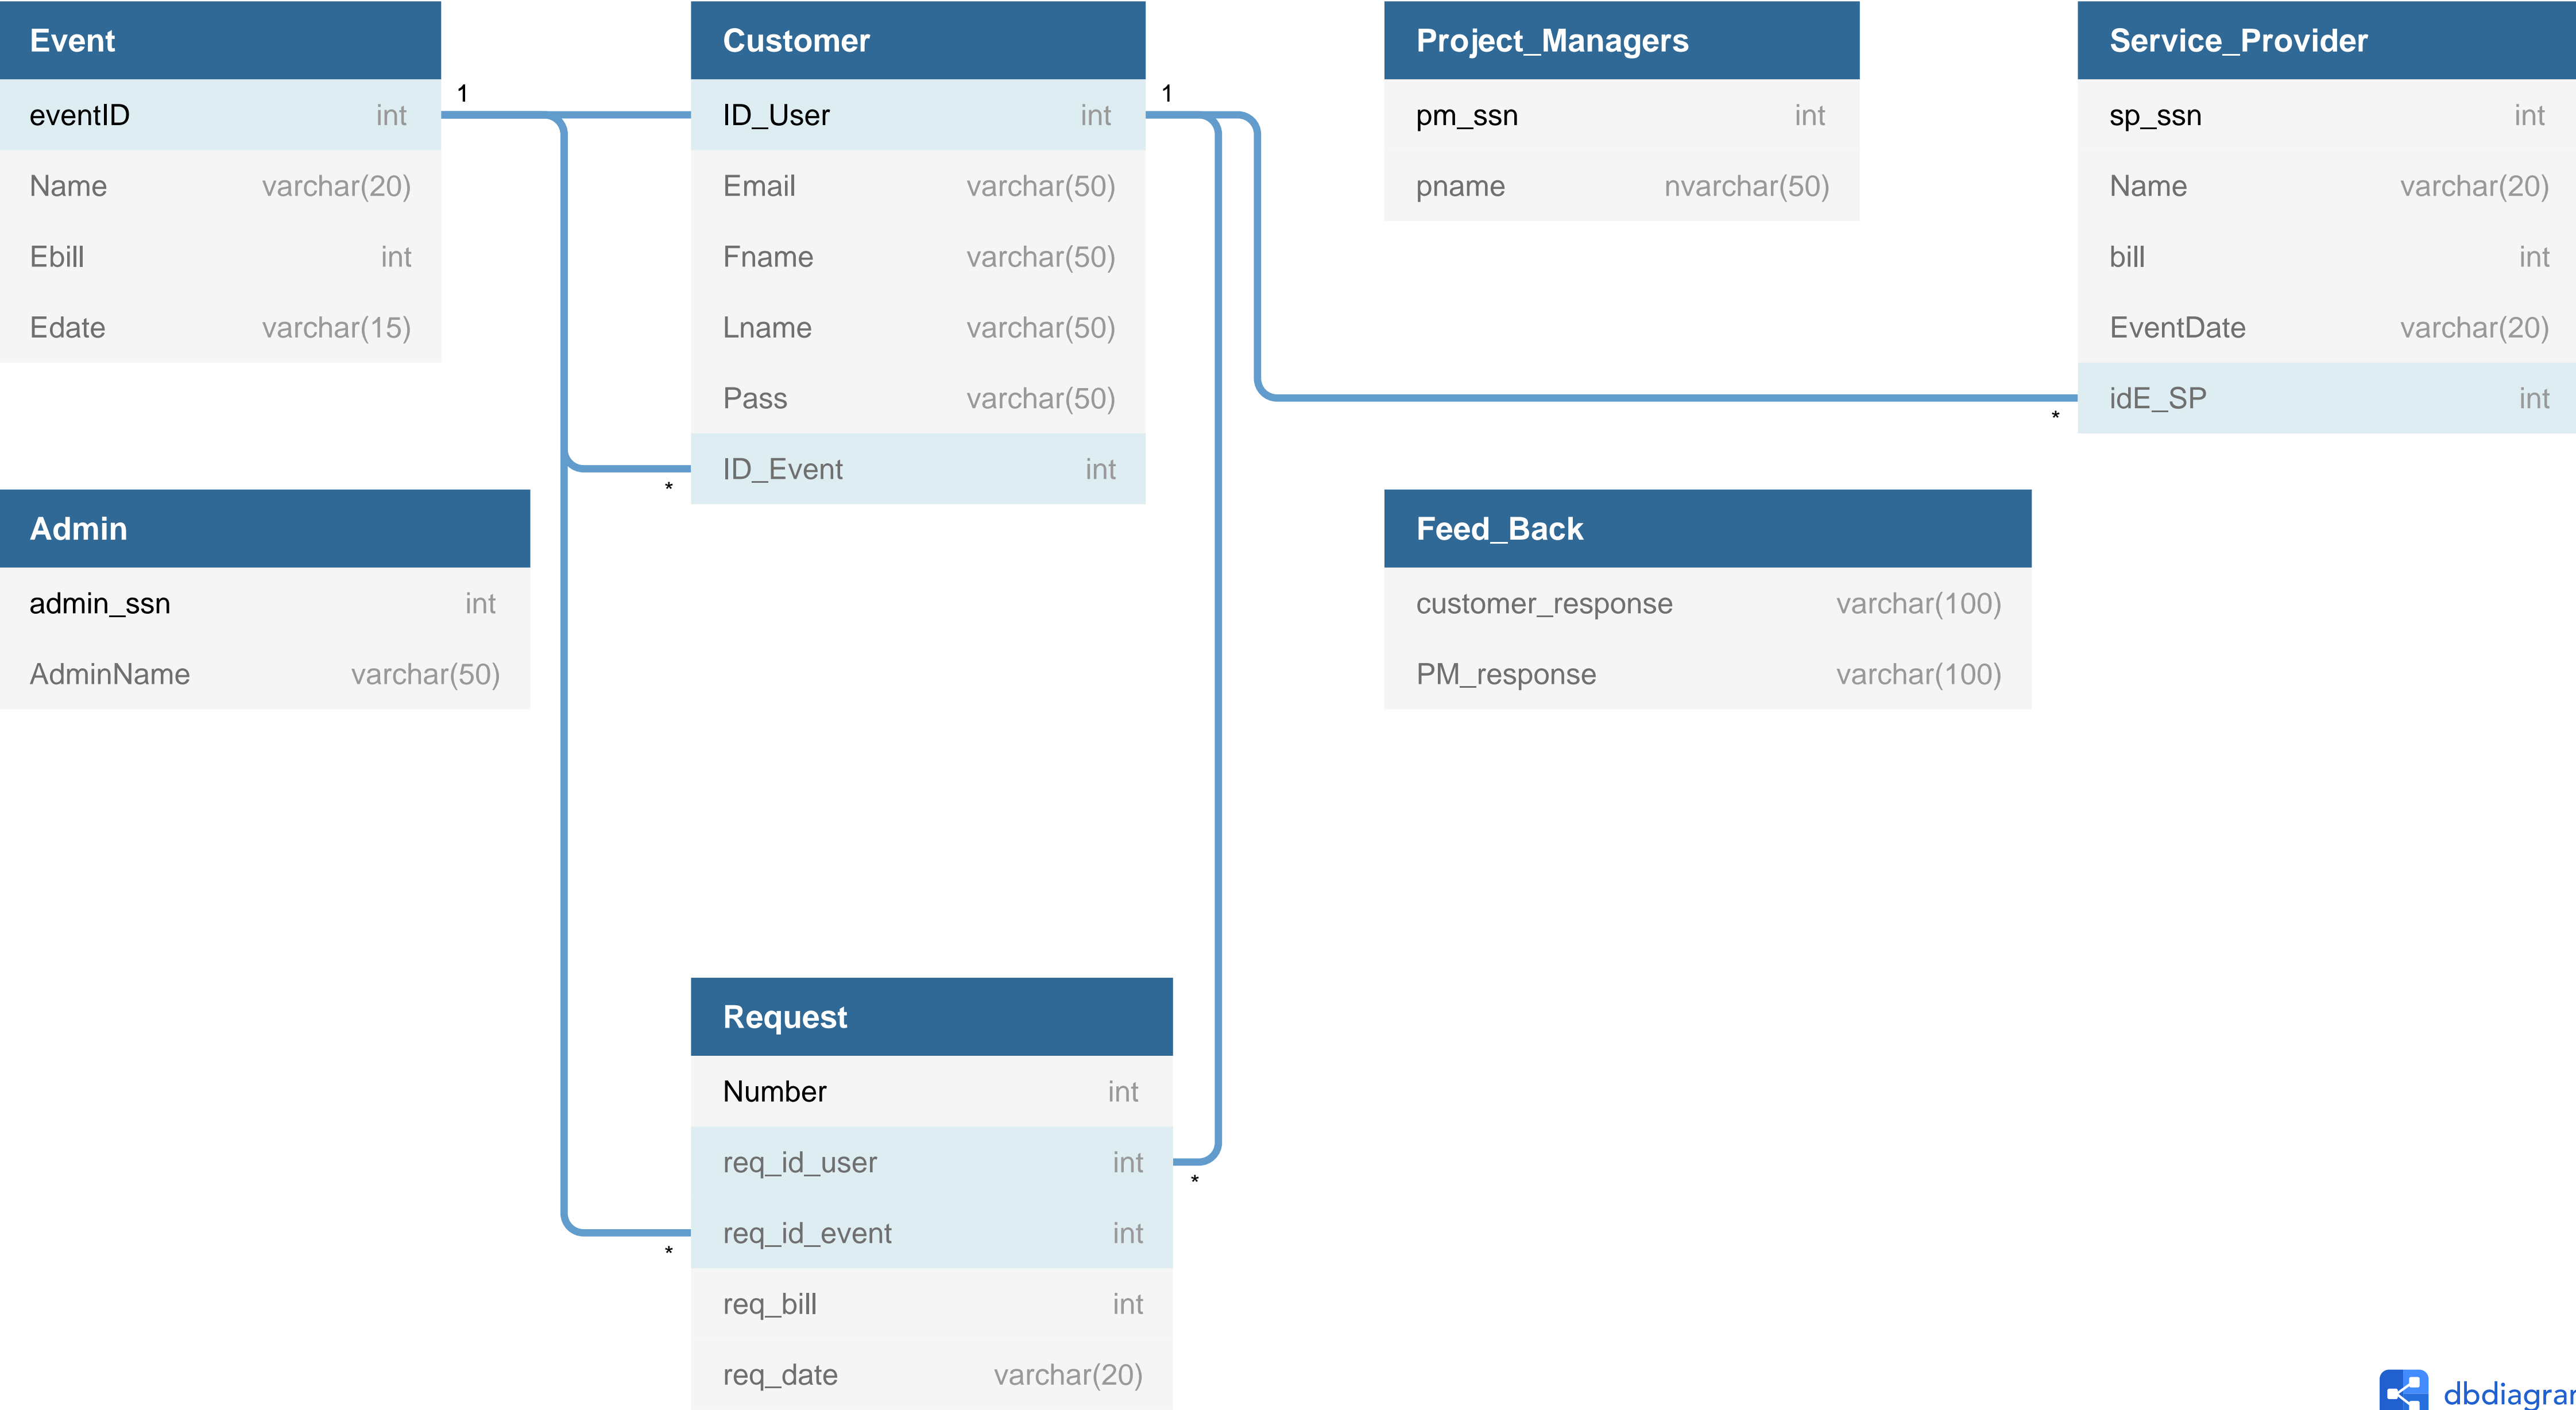 Event
eventID int
Name varchar(20)
Ebill int
Edate varchar(15)
1
Customer
ID_User int
Email varchar(50)
Fname varchar(50)
Lname varchar(50)
Pass varchar(50)
ID_Event int
*
1
Project_Managers
pm_ssn int
pname nvarchar(50)
Service_Provider
sp_ssn int
Name varchar(20)
bill int
EventDate varchar(20)
idE_SP int
*
Admin
admin_ssn int
AdminName varchar(50)
Feed_Back
customer_response varchar(100)
PM_response varchar(100)
Request
Number int
req_id_user int
*
req_id_event int
*
req_bill int
req_date varchar(20)